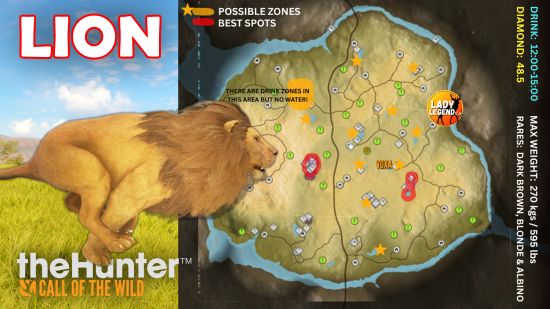 LION
POSSIBLE ZONES
BEST SPOTS
THERE ARE DRINK ZONES IN
THIS AREA BUT NO WATER!
LADY
LEGEND
VUKA
DRINK: 12:00-15:00
DIAMOND: 48.5
MAX WEIGHT: 270 kgs / 595 lbs
RARES: DARK BROWN, BLONDE & ALBINO
theHunter™
CALL OF THE WILD